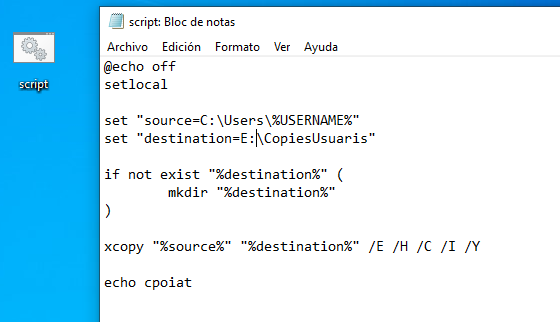 script: Bloc de notas
Archivo Edición Formato Ver Ayuda
@echo off
setlocal
set "source=C:\Users\%USERNAME%"
set "destination=E:\CopiesUsuaris"
if not exist "%destination%" (
mkdir "%destination%"
)
xcopy "%source%" "%destination%" /E /H /C /I /Y
echo cpoiat
script